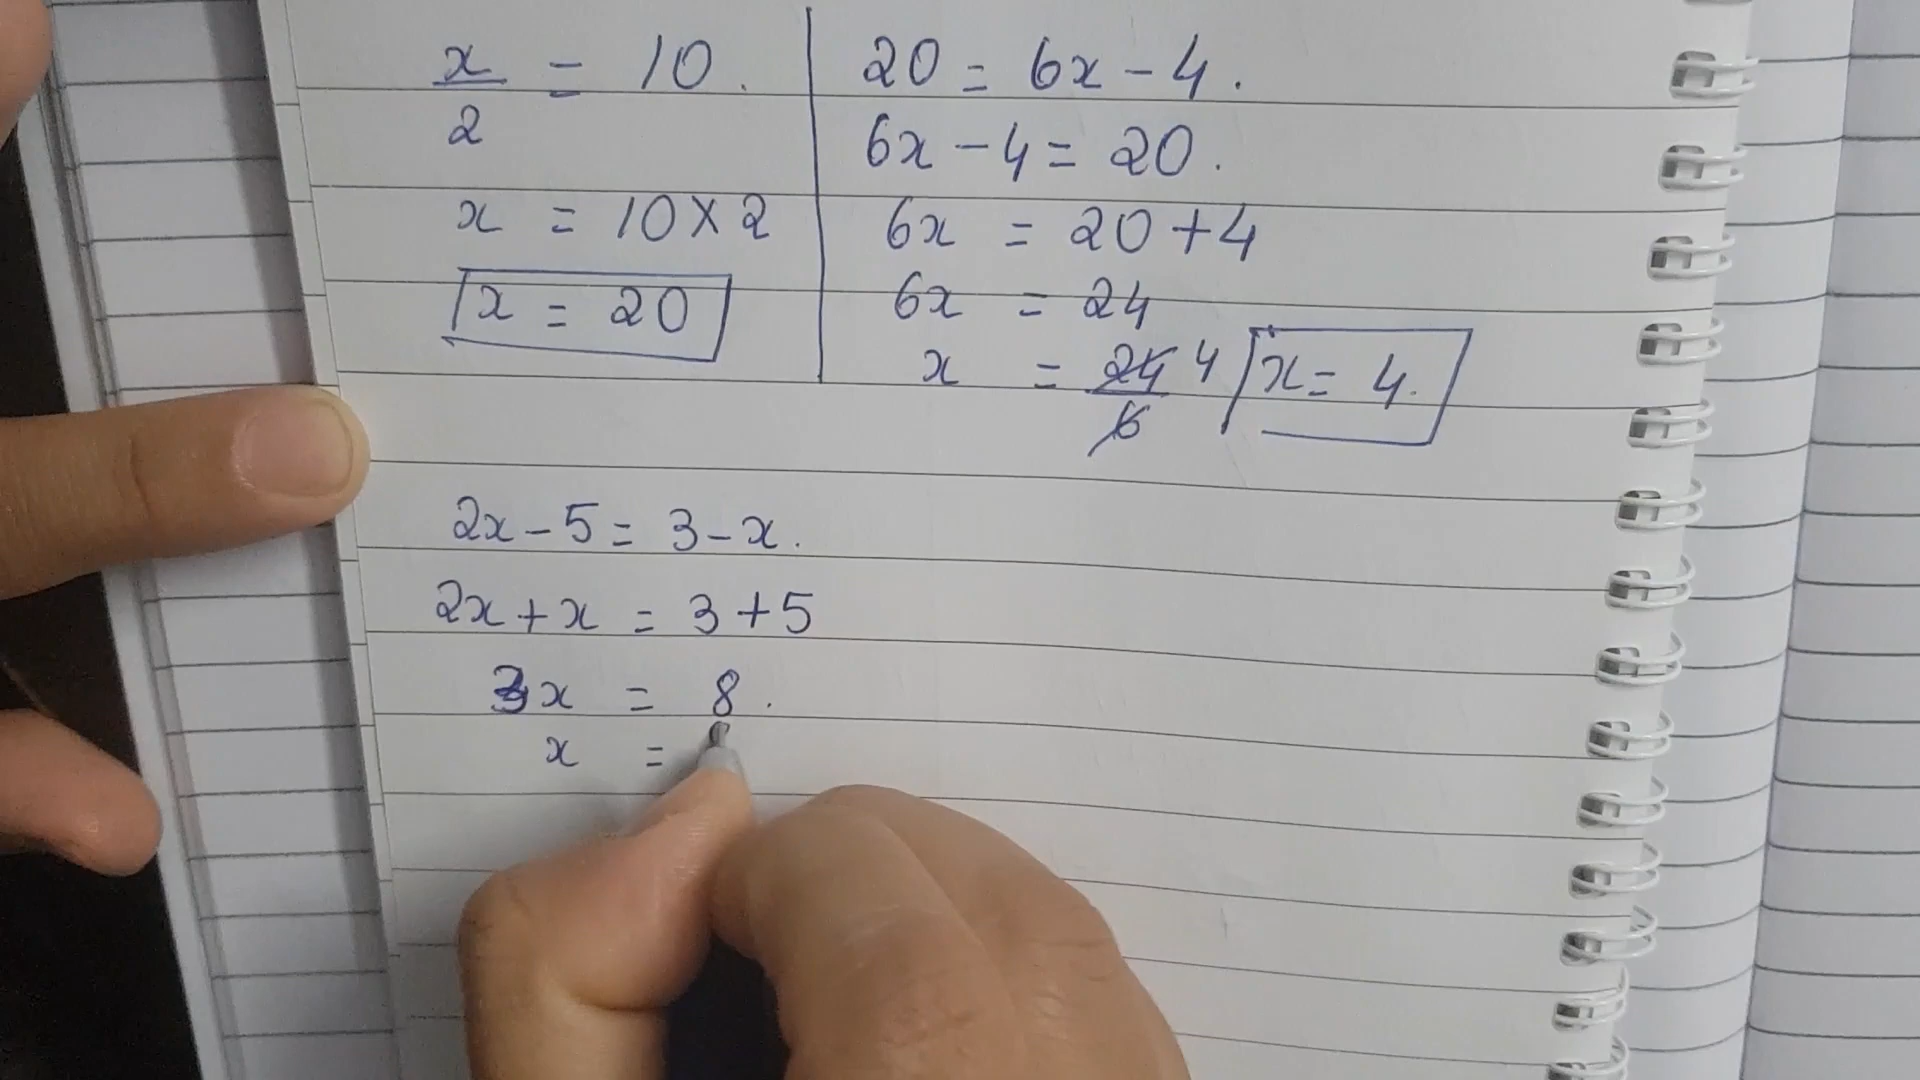 x/2 = 10.
x = 10 × 2
x = 20
20 = 6x - 4.
6x - 4 = 20.
6x = 20 + 4
6x = 24
x = 24/6 4
x = 4.
2x - 5 = 3 - x.
2x + x = 3 + 5
3x = 8.
x =